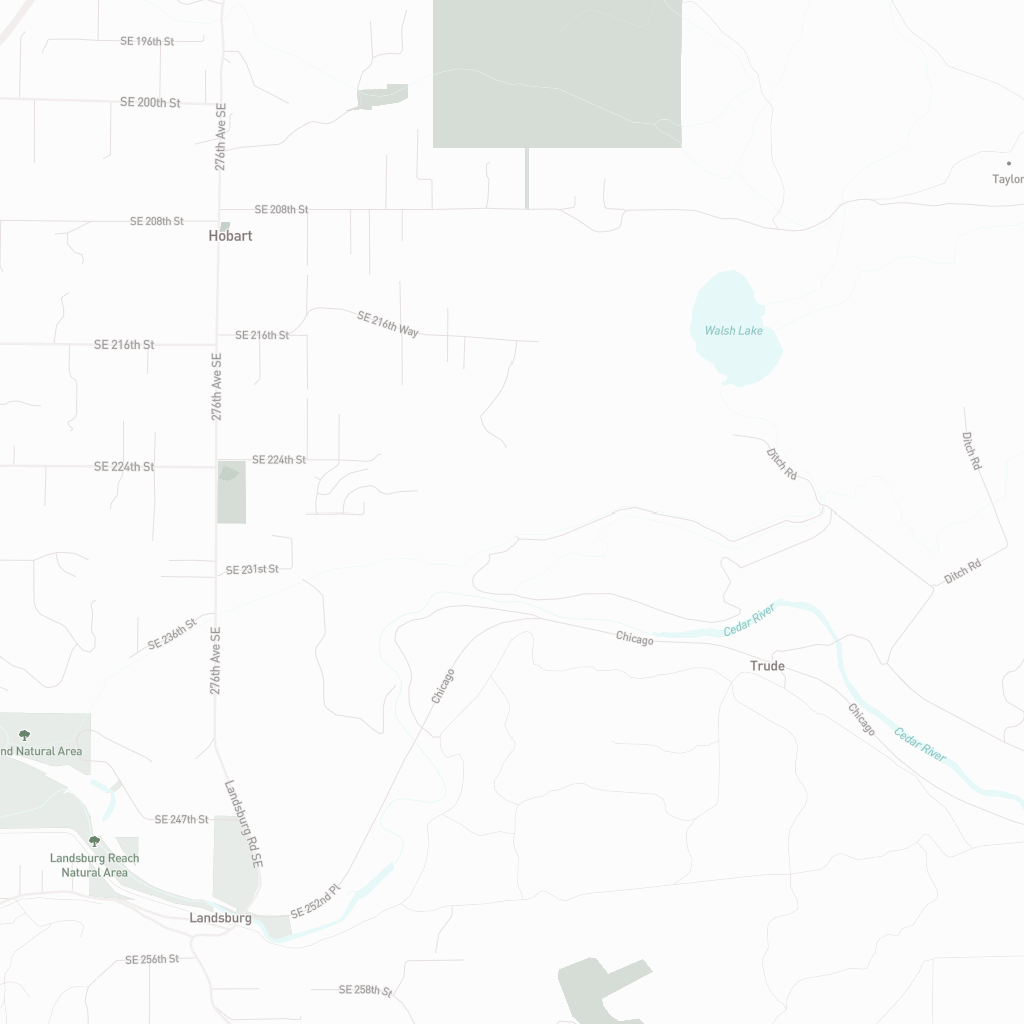 SE 196th St
SE 200th St
276th Ave SE
Taylor
SE 208th St
SE 208th St
Hobart
SE 216th Way
Walsh Lake
SE 216th St
SE 216th St
276th Ave SE
SE 224th St
SE 224th St
Ditch Rd
Ditch Rd
Ditch Rd
SE 231st St
SE 236th St
276th Ave SE
Cedar River
Chicago
Trude
Chicago
Chicago
Cedar River
nd Natural Area
Landsburg Rd SE
SE 247th St
Landsburg Reach
Natural Area
SE 252nd Pl
Landsburg
SE 256th St
SE 258th St